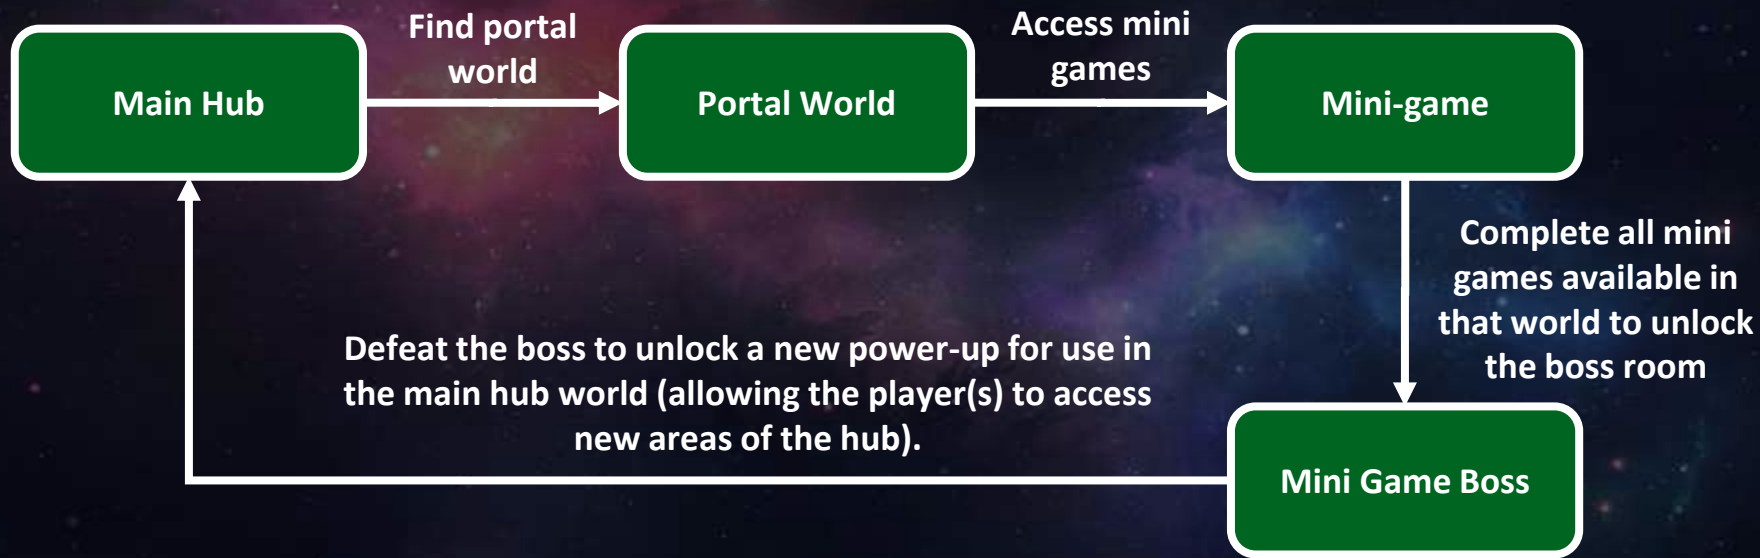 Main Hub
Find portal
world
Portal World
Access mini
games
Mini-game
Complete all mini
games available in
that world to unlock
the boss room
Mini Game Boss
Defeat the boss to unlock a new power-up for use in
the main hub world (allowing the player(s) to access
new areas of the hub).